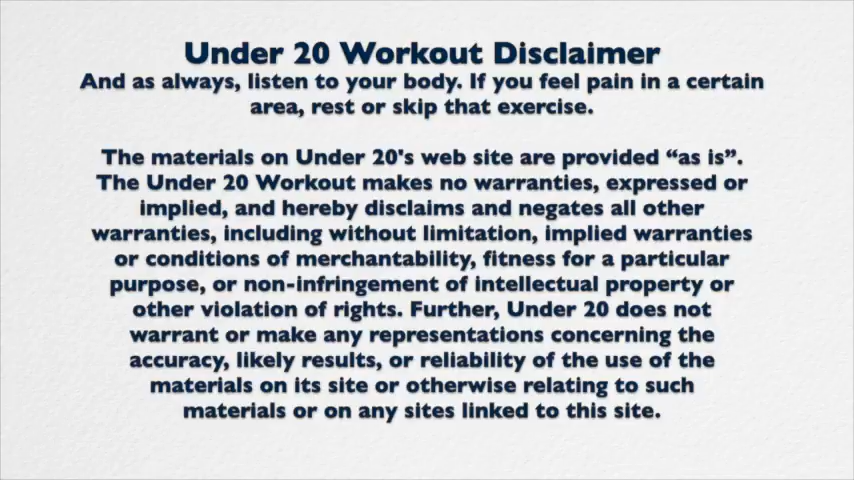 Under 20 Workout Disclaimer
And as always, listen to your body. If you feel pain in a certain
area, rest or skip that exercise.
The materials on Under 20's web site are provided “as is”.
The Under 20 Workout makes no warranties, expressed or
implied, and hereby disclaims and negates all other
warranties, including without limitation, implied warranties
or conditions of merchantability, fitness for a particular
purpose, or non-infringement of intellectual property or
other violation of rights. Further, Under 20 does not
warrant or make any representations concerning the
accuracy, likely results, or reliability of the use of the
materials on its site or otherwise relating to such
materials or on any sites linked to this site.